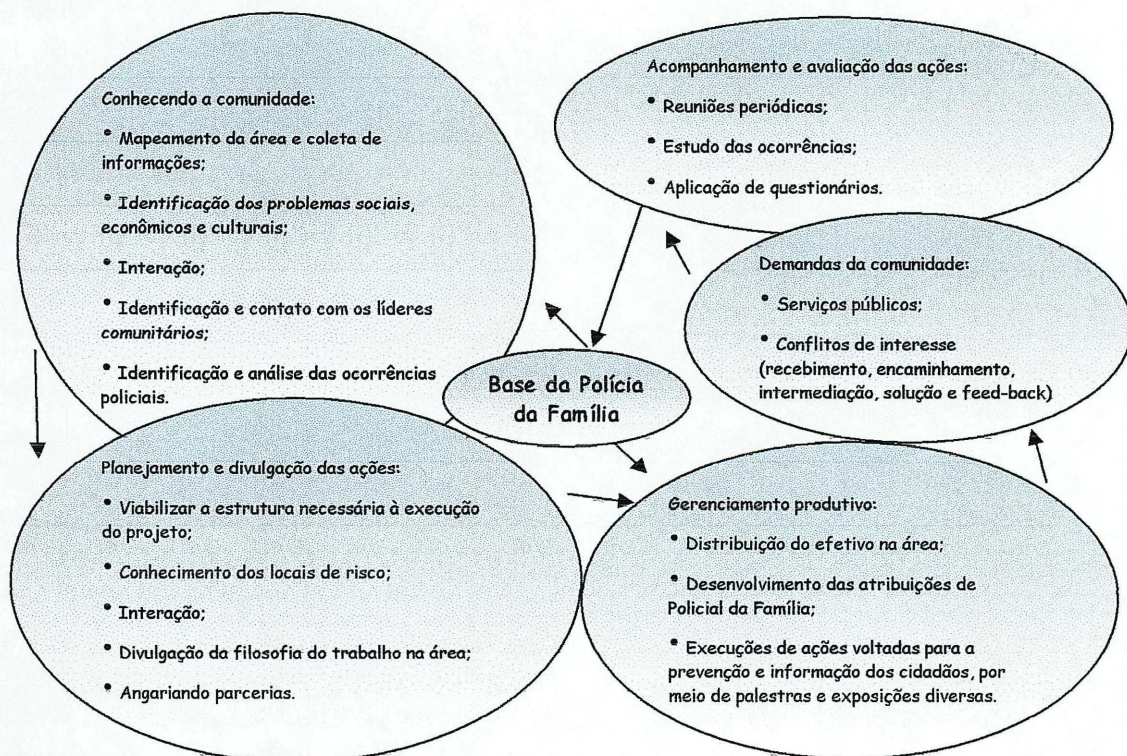 Conhecendo a comunidade:
• Mapeamento da área e coleta de
informações;
• Identificação dos problemas sociais,
econômicos e culturais;
• Interação;
• Identificação e contato com os líderes
comunitários;
• Identificação e análise das ocorrências
policiais.
Acompanhamento e avaliação das ações:
• Reuniões periódicas;
• Estudo das ocorrências;
• Aplicação de questionários.
Demandas da comunidade:
• Serviços públicos;
• Conflitos de interesse
(recebimento, encaminhamento,
intermediação, solução e feed-back)
Base da Polícia
da Família
Planejamento e divulgação das ações:
• Viabilizar a estrutura necessária à execução
do projeto;
• Conhecimento dos locais de risco;
• Interação;
• Divulgação da filosofia do trabalho na área;
• Angariando parcerias.
Gerenciamento produtivo:
• Distribuição do efetivo na área;
• Desenvolvimento das atribuições de
Policial da Família;
• Execuções de ações voltadas para a
prevenção e informação dos cidadãos, por
meio de palestras e exposições diversas.